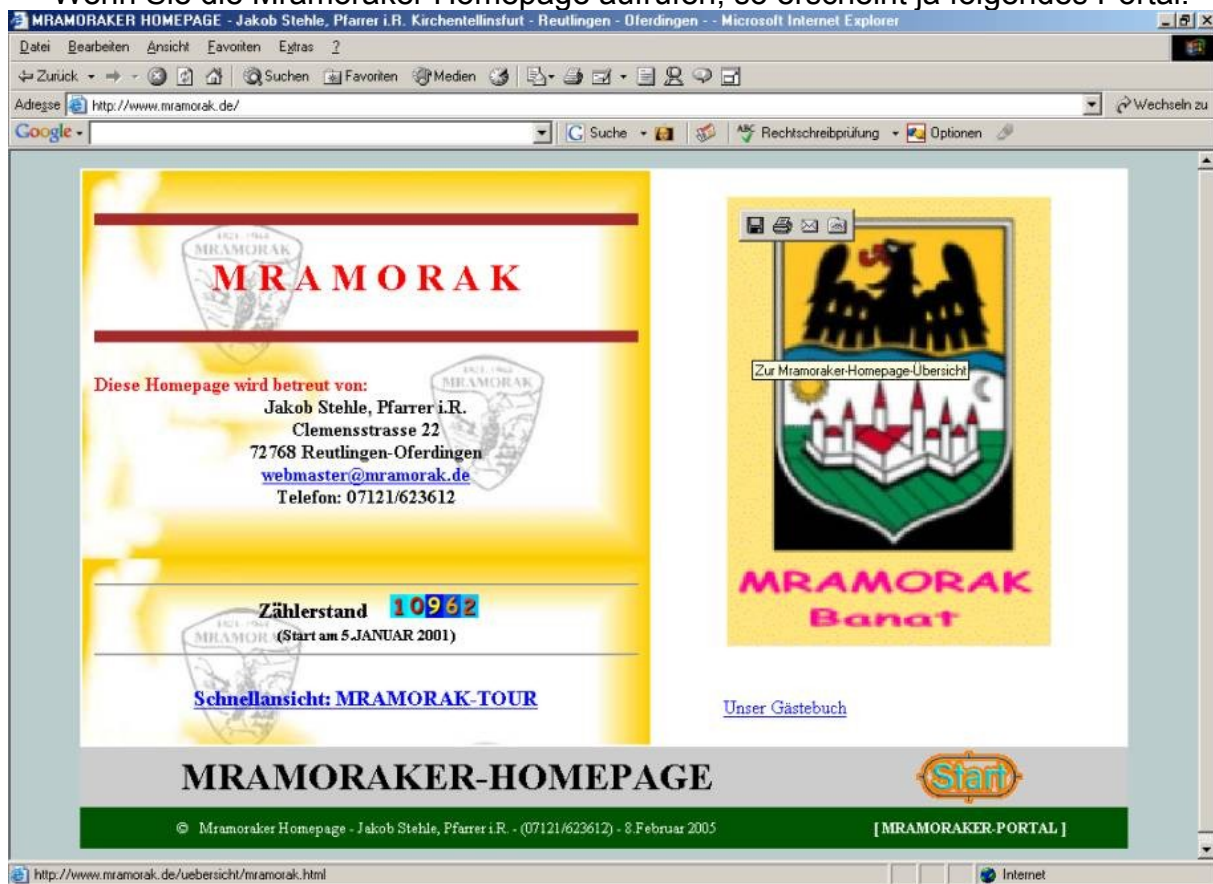 Wenn Sie die Mramoraker Homepage aufrufen, so erscheint ja folgendes Portal:
MRAMORAKER HOMEPAGE - Jakob Stehle, Pfarrer i.R. Kirchentellinsfurt - Reutlingen - Oferdingen - - Microsoft Internet Explorer
Datei Bearbeiten Ansicht Favoriten Extras ?
Zurück Suchen Favoriten Medien
Adresse http://www.mramorak.de/ Wechseln zu
Google Suche Rechtschreibprüfung Optionen
MRAMORAK
M R A M O R A K
Diese Homepage wird betreut von:
MRAMORAK
Jakob Stehle, Pfarrer i.R.
Clemensstrasse 22
72768 Reutlingen-Oferdingen
webmaster@mramorak.de
Telefon: 07121/623612
Zählerstand 10962
(Start am 5.JANUAR 2001)
Schnellansicht: MRAMORAK-TOUR
Zur Mramoraker-Homepage-Übersicht
MRAMORAK
Banat
Unser Gästebuch
MRAMORAKER-HOMEPAGE
Start
© Mramoraker Homepage - Jakob Stehle, Pfarrer i.R. - (07121/623612) - 8.Februar 2005
[ MRAMORAKER-PORTAL ]
http://www.mramorak.de/uebersicht/mramorak.html
Internet